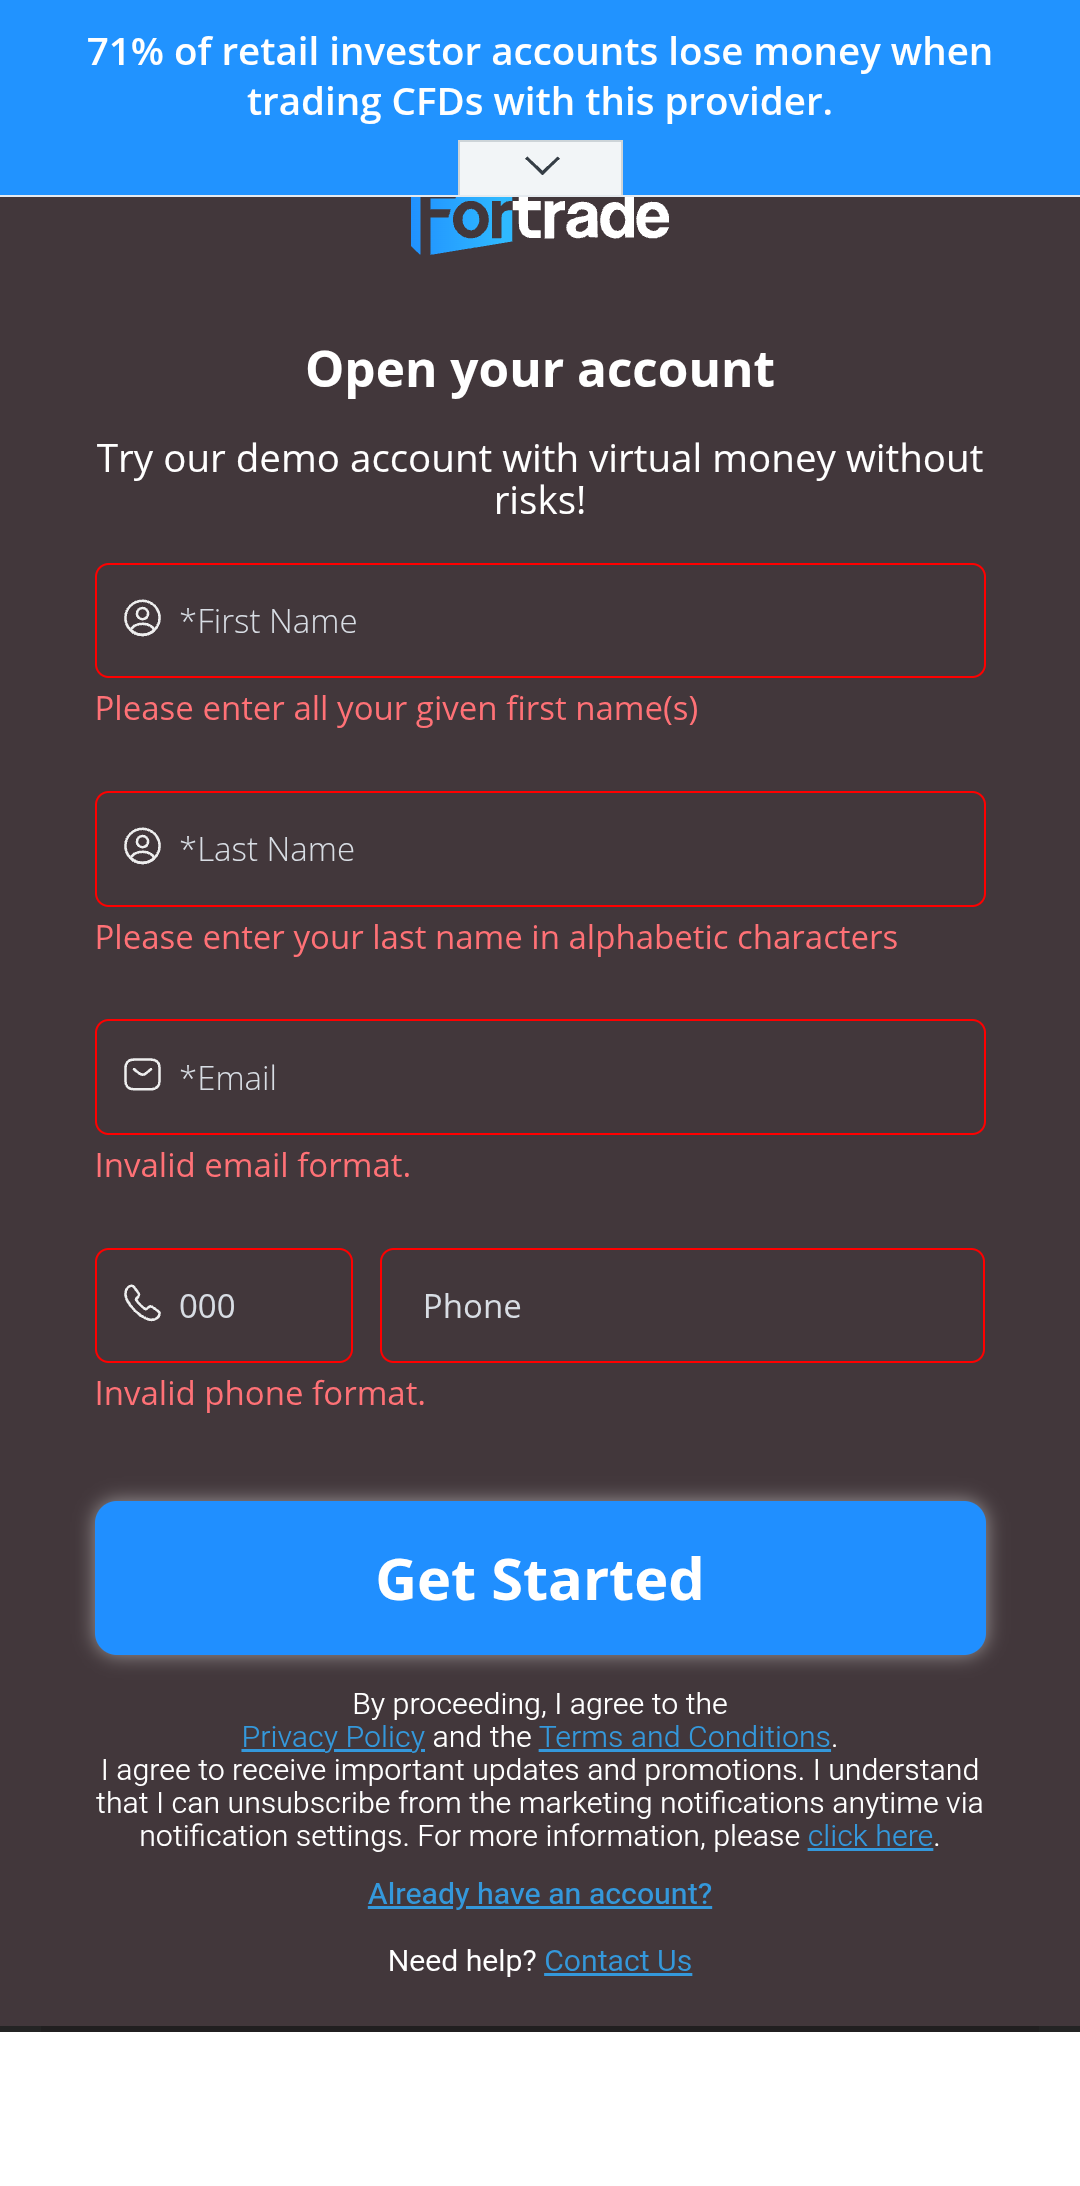 71% of retail investor accounts lose money when
trading CFDs with this provider.
Fortrade
Open your account
Try our demo account with virtual money without
risks!
*First Name
Please enter all your given first name(s)
*Last Name
Please enter your last name in alphabetic characters
*Email
Invalid email format.
000 Phone
Invalid phone format.
Get Started
By proceeding, I agree to the
Privacy Policy and the Terms and Conditions.
I agree to receive important updates and promotions. I understand
that I can unsubscribe from the marketing notifications anytime via
notification settings. For more information, please click here.
Already have an account?
Need help? Contact Us